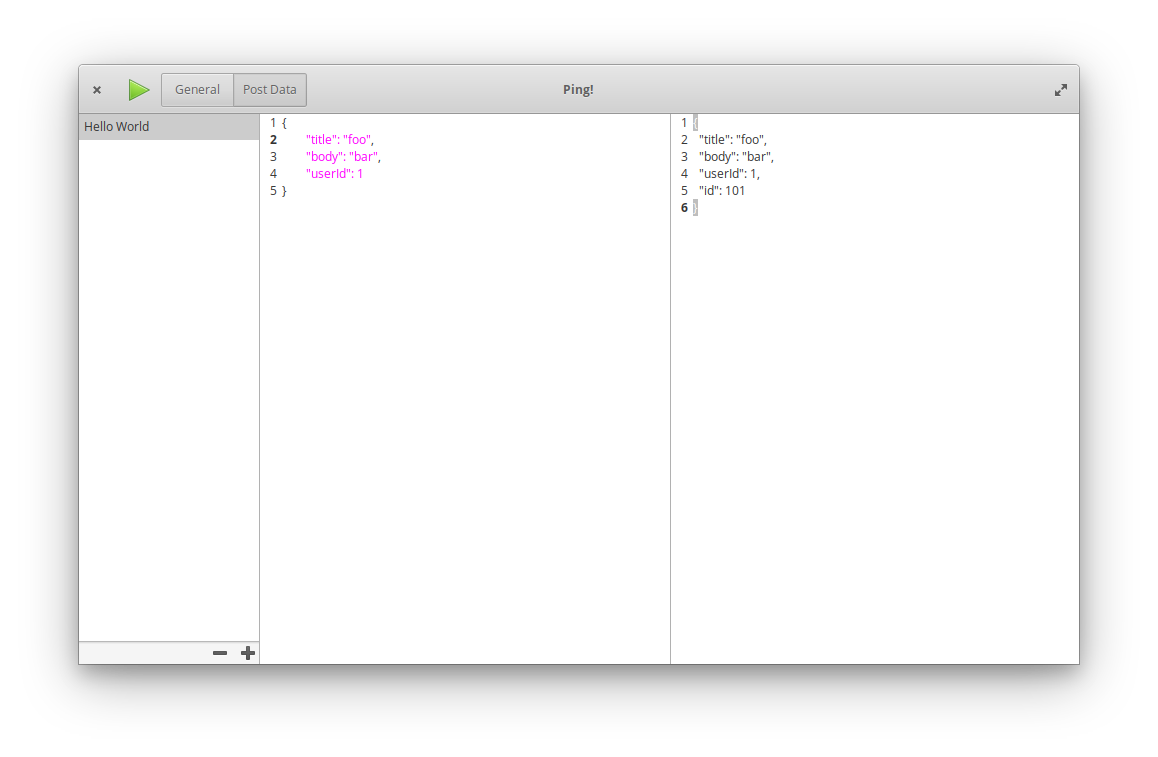 General Post Data Ping!
Hello World
1 {
2 "title": "foo",
3 "body": "bar",
4 "userId": 1
5 }
1 {
2 "title": "foo",
3 "body": "bar",
4 "userId": 1,
5 "id": 101
6 }